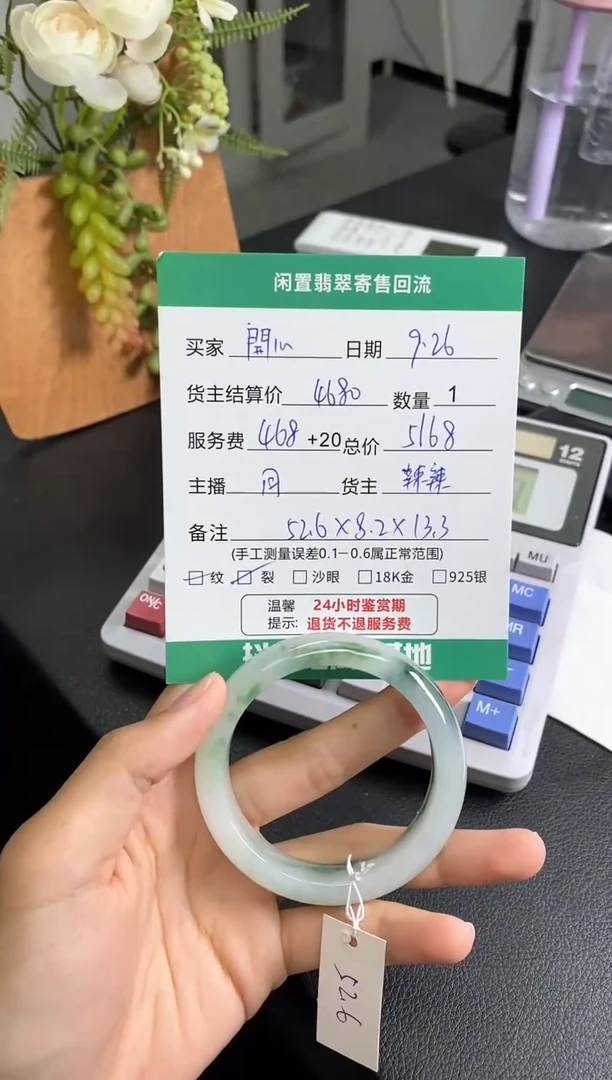 闲置翡翠寄售回流
买家 開心 日期 9.26
货主结算价 4680 数量 1
服务费 468 +20 总价 5168
主播 货主 辣辣
备注 52.6×8.2×13.3
(手工测量误差0.1-0.6属正常范围)
纹 裂 沙眼 18K金 925银
温馨 24小时鉴赏期
提示: 退货不退服务费
基地
12
MU
MC
MR
M+
ON/C
526